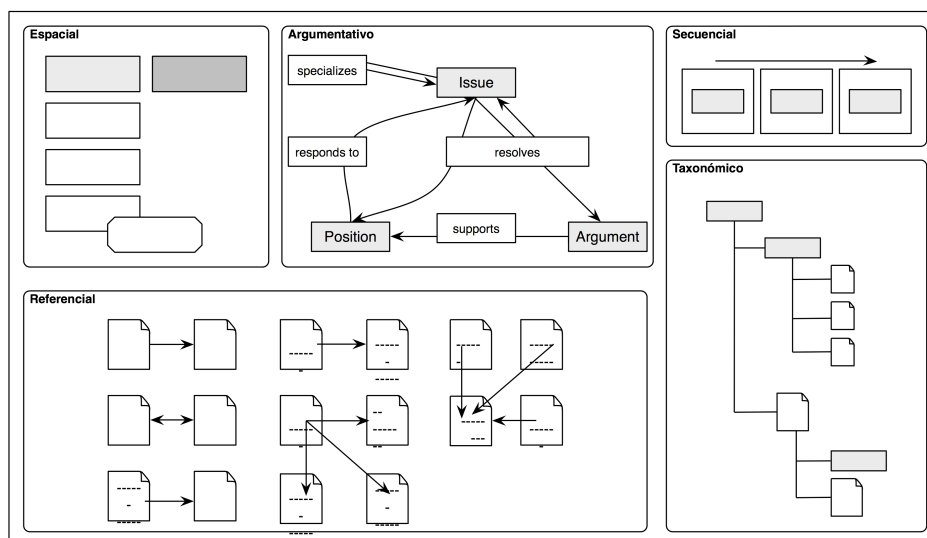 Espacial
Argumentativo
specializes
Issue
responds to
resolves
Position
supports
Argument
Secuencial
Taxonómico
Referencial